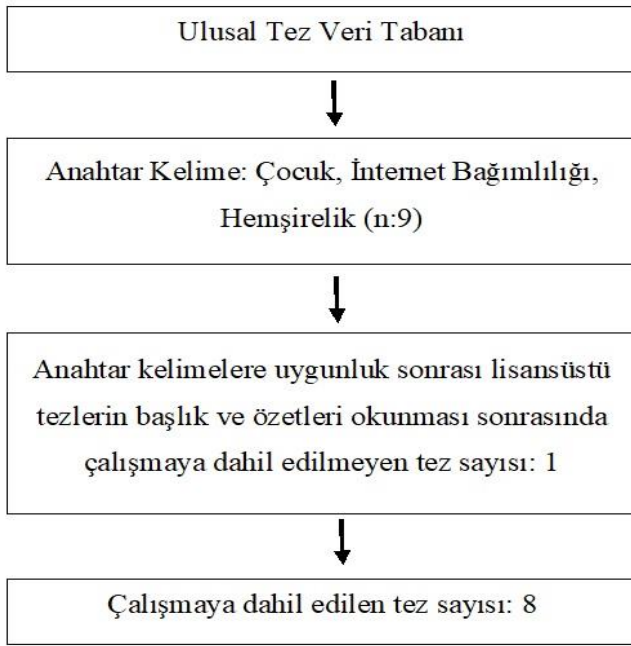 Ulusal Tez Veri Tabanı
Anahtar Kelime: Çocuk, İnternet Bağımlılığı,
Hemşirelik (n:9)
Anahtar kelimelere uygunluk sonrası lisansüstü
tezlerin başlık ve özetleri okunması sonrasında
çalışmaya dahil edilmeyen tez sayısı: 1
Çalışmaya dahil edilen tez sayısı: 8